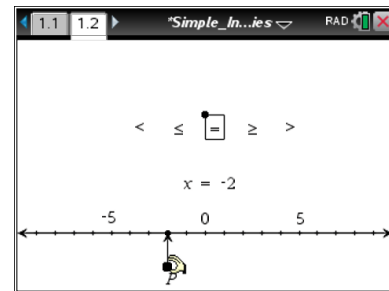 1.1 1.2 *Simple_In...ies RAD
< ≤ = ≥ >
x = -2
-5 0 5
P